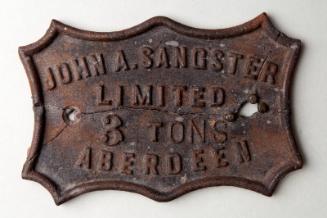 JOHN A. SANGSTER
LIMITED
3 TONS
ABERDEEN